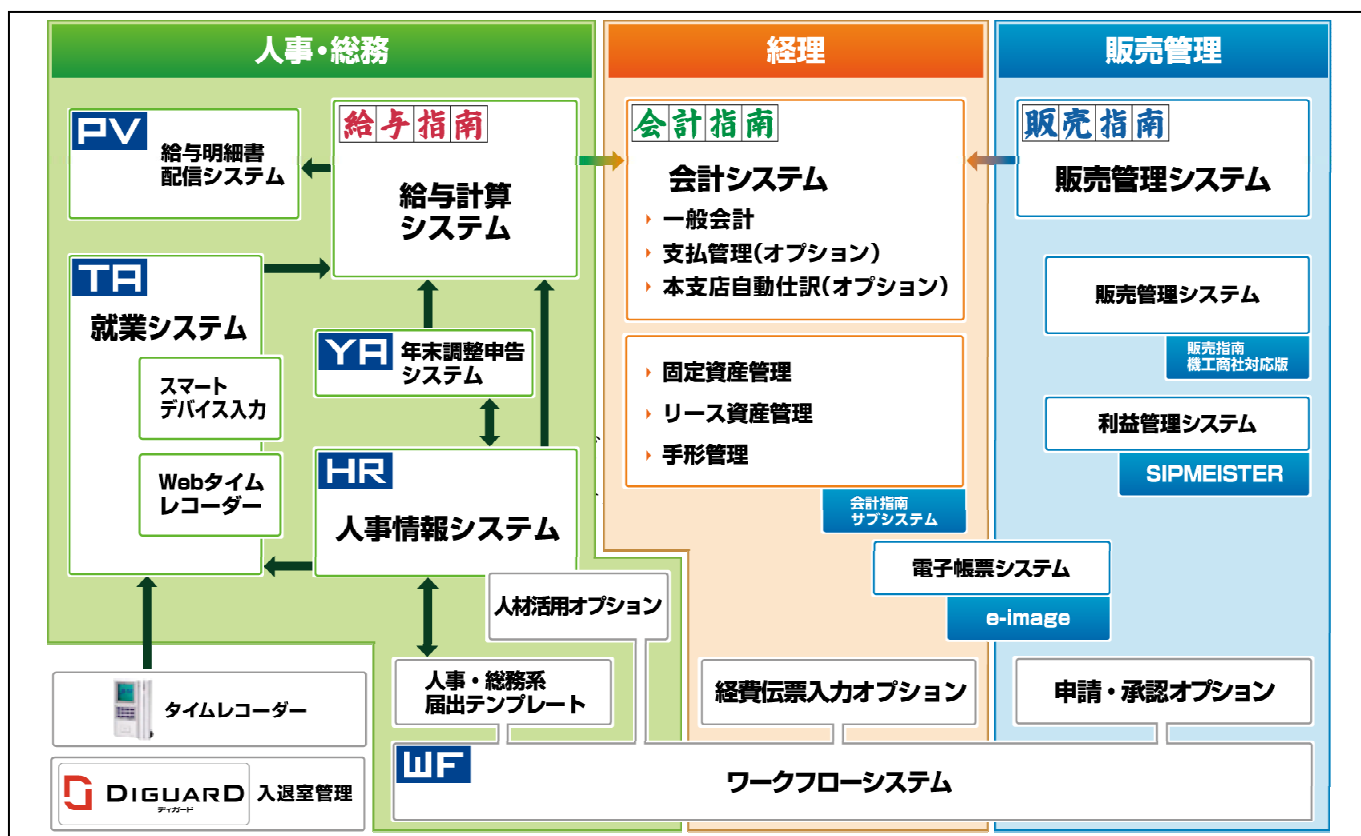 人事・総務
経理
販売管理
PV
給与明細書
配信システム
給与指南
給与計算
システム
会計指南
会計システム
一般会計
支払管理(オプション)
本支店自動仕訳(オプション)
販売指南
販売管理システム
TA
就業システム
スマート
デバイス入力
Webタイム
レコーダー
YA
年末調整申告
システム
HR
人事情報システム
固定資産管理
リース資産管理
手形管理
会計指南
サブシステム
販売管理システム
販売指南
機工商社対応版
利益管理システム
SIPMEISTER
電子帳票システム
e-image
人材活用オプション
タイムレコーダー
人事・総務系
届出テンプレート
経費伝票入力オプション
申請・承認オプション
DIGUARD
ディガード
入退室管理
WF
ワークフローシステム